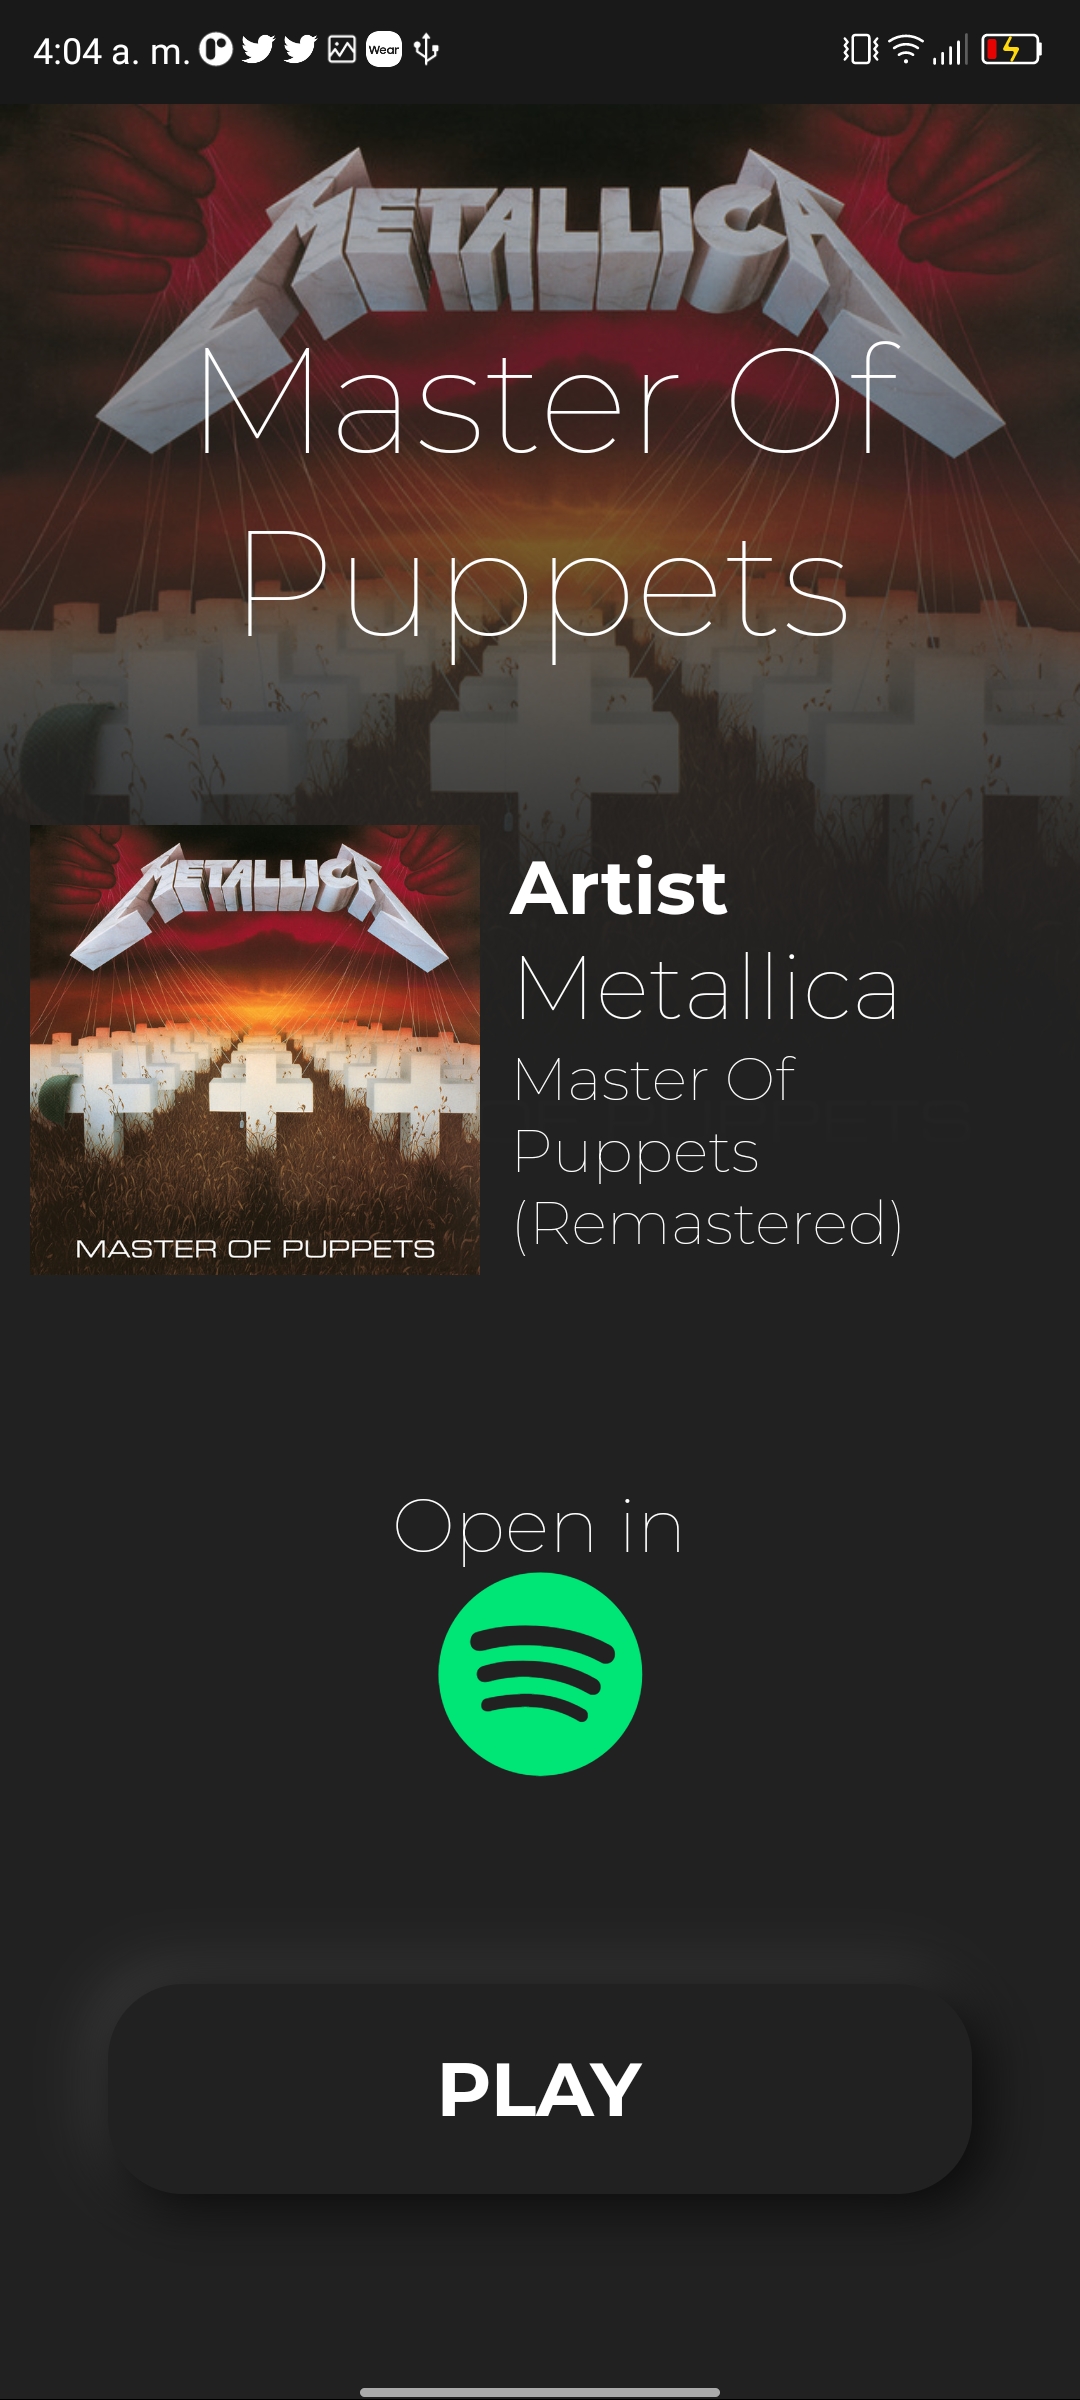 4:04 a. m.
Wear
METALLICA
Master Of
Puppets
METALLICA
MASTER OF PUPPETS
Artist
Metallica
Master Of
Puppets
(Remastered)
Open in
PLAY